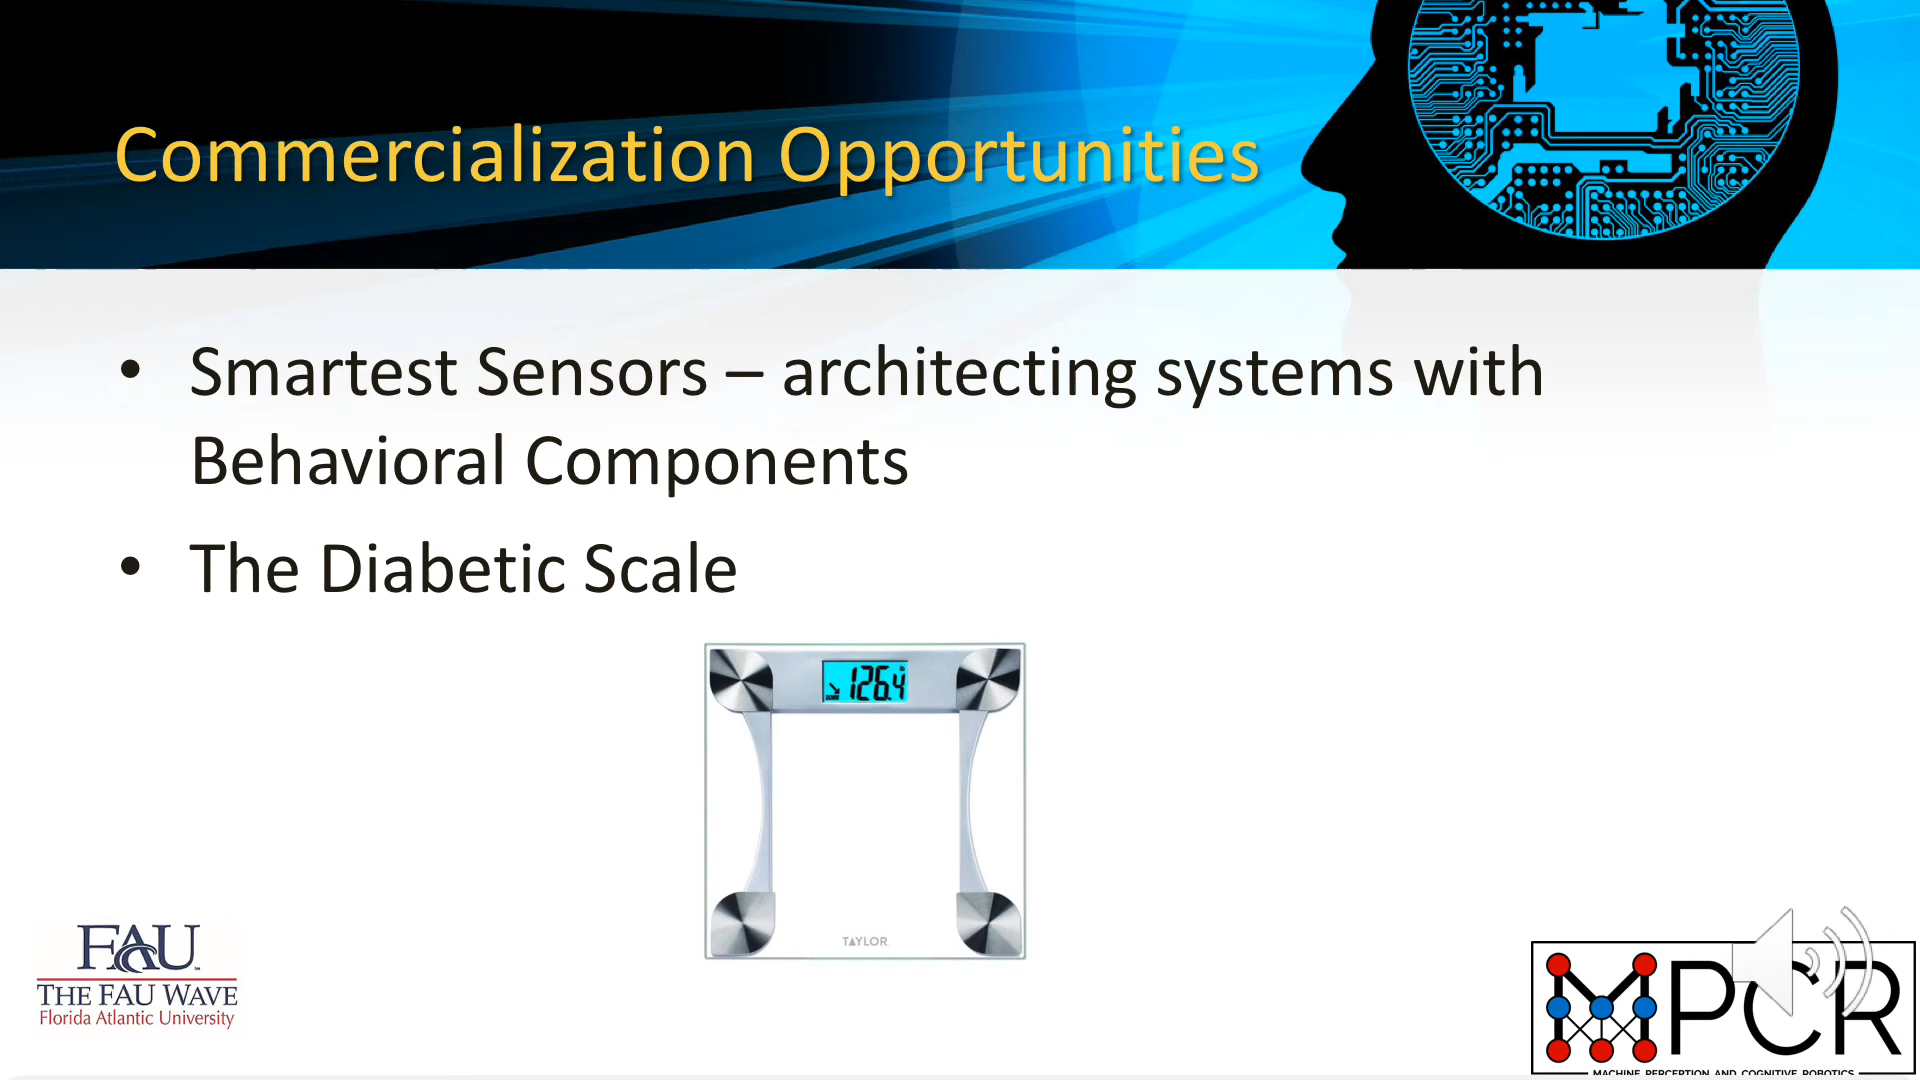 Commercialization Opportunities
• Smartest Sensors – architecting systems with
Behavioral Components
• The Diabetic Scale
DOWN 126.4
TAYLOR
FAU
THE FAU WAVE
Florida Atlantic University
MPCR
MACHINE PERCEPTION AND COGNITIVE ROBOTICS